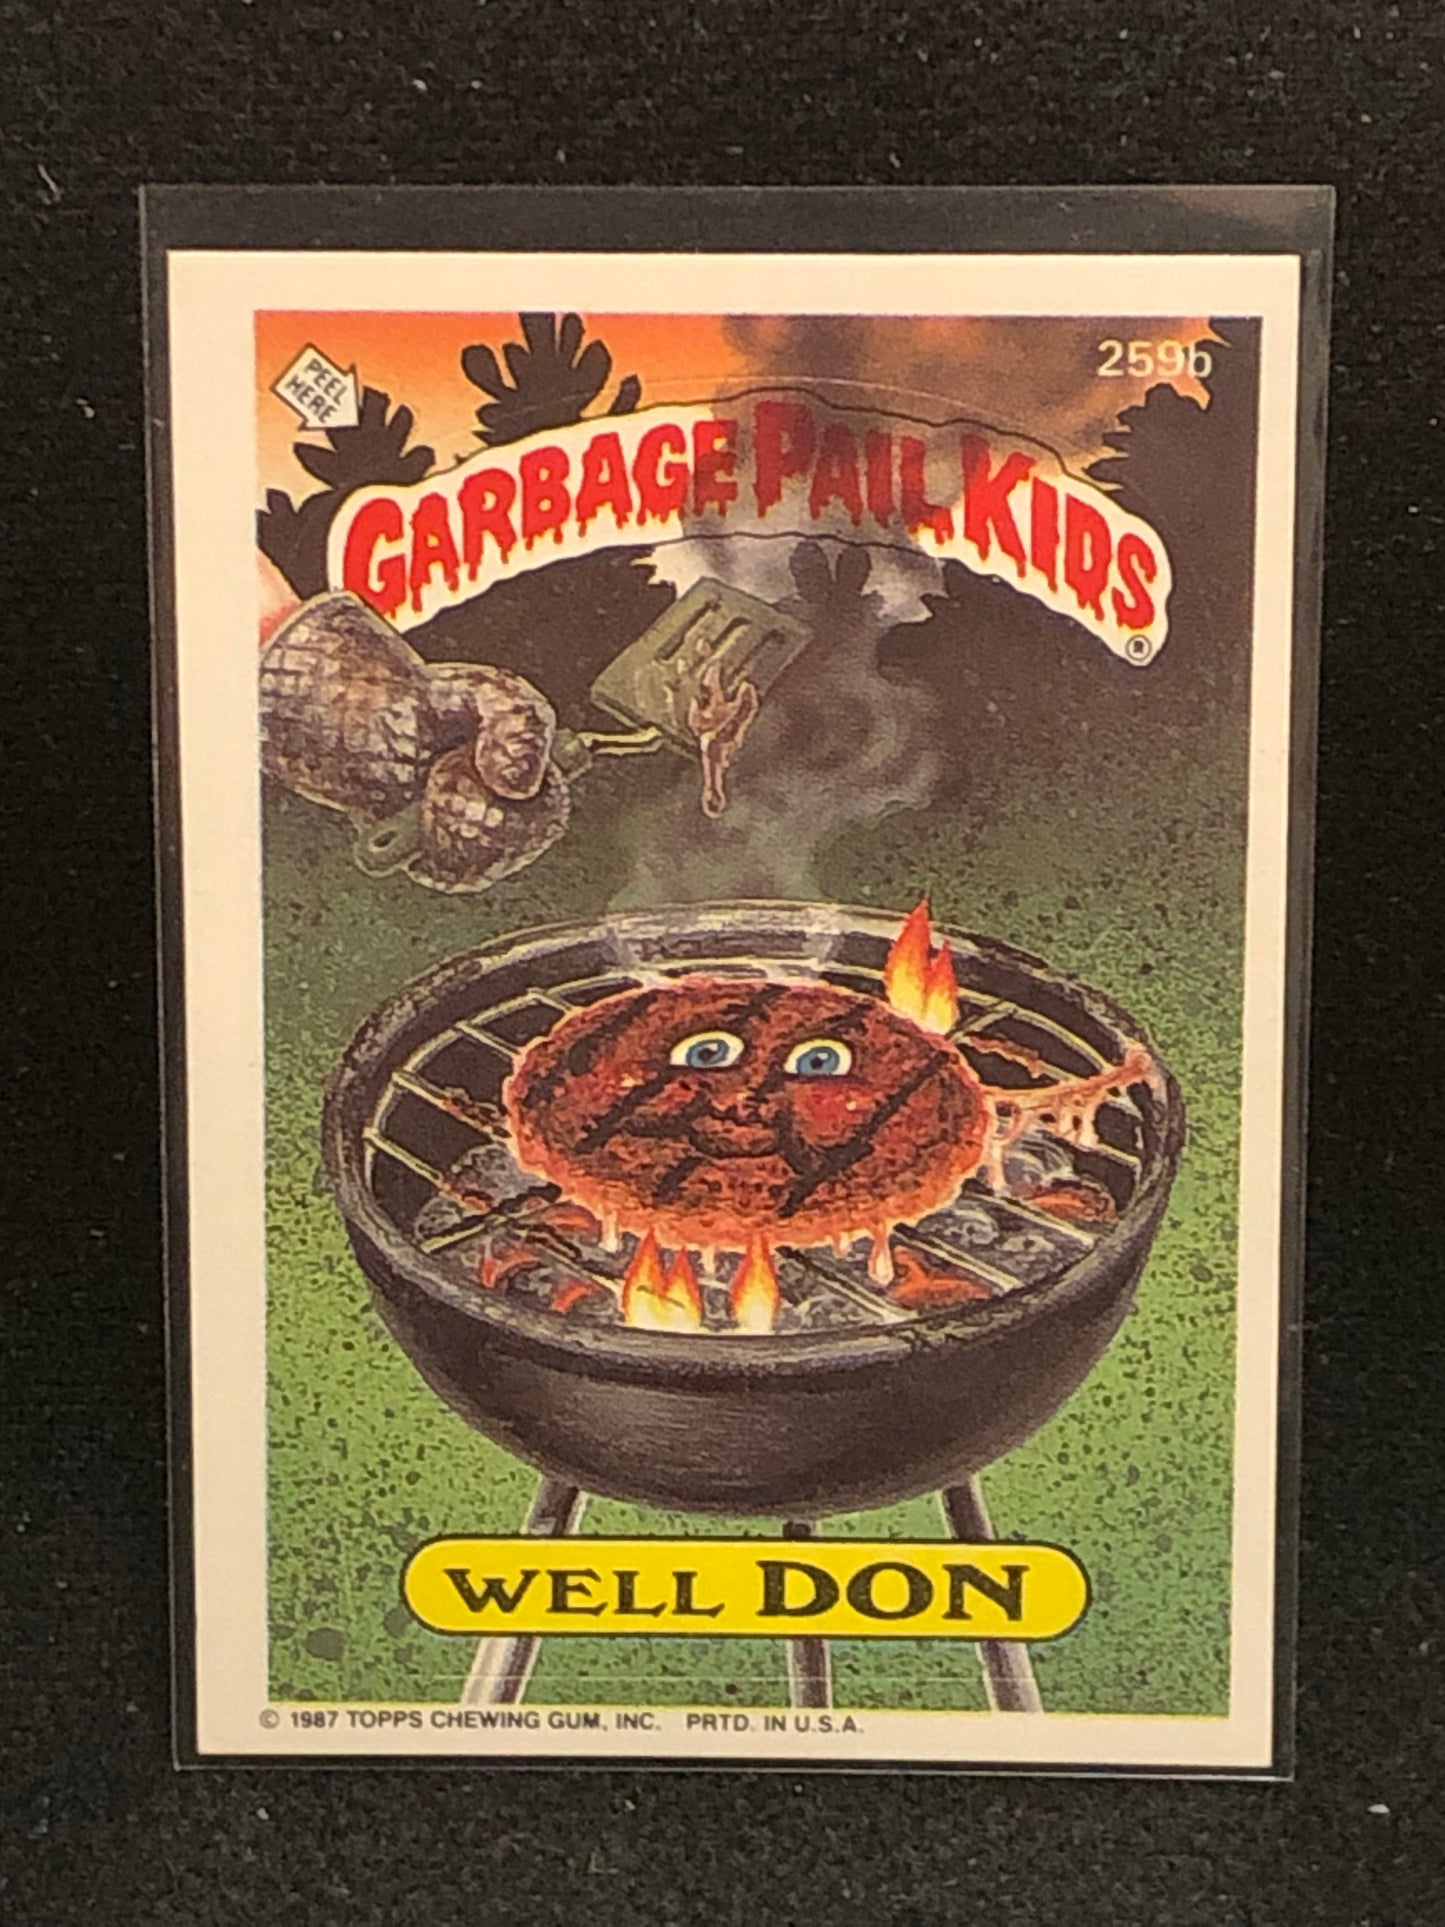 PEEL
HERE
259b
GARBAGE PAIL KIDS
®
WELL DON
© 1987 TOPPS CHEWING GUM, INC. PRTD. IN U.S.A.